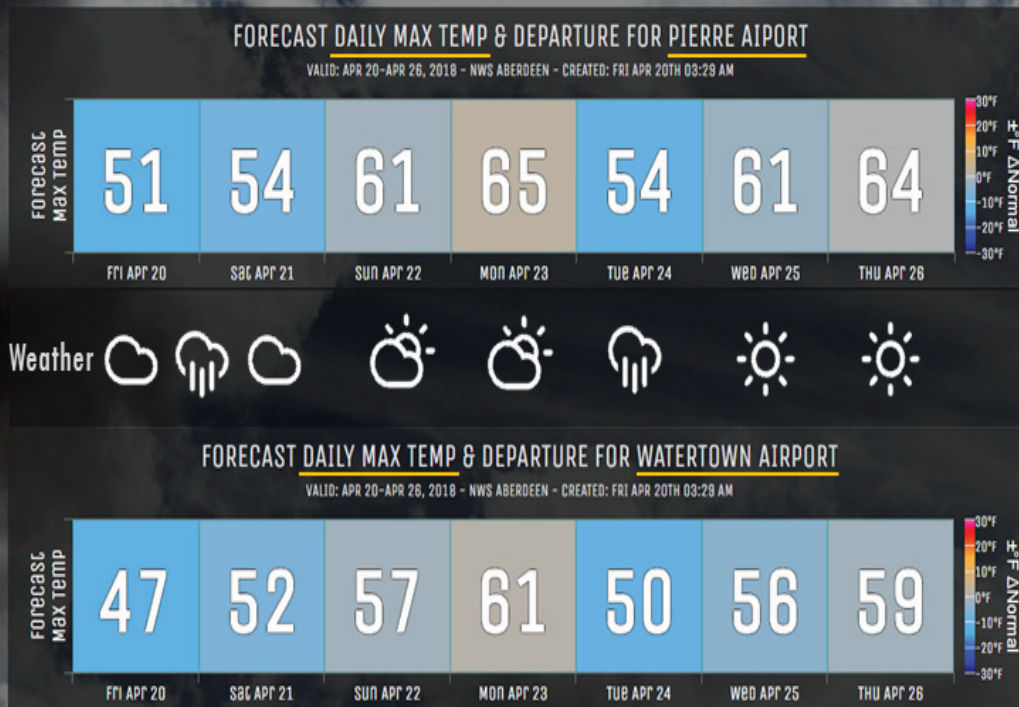 FORECAST DAILY MAX TEMP & DEPARTURE FOR PIERRE AIPORT
VALID: APR 20-APR 26, 2018 - NWS ABERDEEN - CREATED: FRI APR 20TH 03:29 AM
Forecast
Max Temp
51 54 61 65 54 61 64
Fri Apr 20 Sat Apr 21 Sun Apr 22 Mon Apr 23 Tue Apr 24 Wed Apr 25 Thu Apr 26
30°F
20°F
10°F
0°F
-10°F
-20°F
-30°F
±°F ΔNormal
Weather
FORECAST DAILY MAX TEMP & DEPARTURE FOR WATERTOWN AIRPORT
VALID: APR 20-APR 26, 2018 - NWS ABERDEEN - CREATED: FRI APR 20TH 03:29 AM
Forecast
Max Temp
47 52 57 61 50 56 59
Fri Apr 20 Sat Apr 21 Sun Apr 22 Mon Apr 23 Tue Apr 24 Wed Apr 25 Thu Apr 26
30°F
20°F
10°F
0°F
-10°F
-20°F
-30°F
±°F ΔNormal